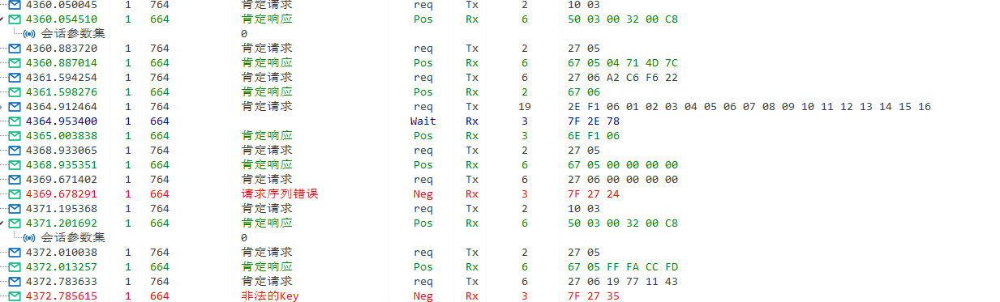 4360.050045 1 764 肯定请求 req Tx 2 10 03
4360.054510 1 664 肯定响应 Pos Rx 6 50 03 00 32 00 C8
会话参数集 0
4360.883720 1 764 肯定请求 req Tx 2 27 05
4360.887014 1 664 肯定响应 Pos Rx 6 67 05 04 71 4D 7C
4361.594254 1 764 肯定请求 req Tx 6 27 06 A2 C6 F6 22
4361.598276 1 664 肯定响应 Pos Rx 2 67 06
4364.912464 1 764 肯定请求 req Tx 19 2E F1 06 01 02 03 04 05 06 07 08 09 10 11 12 13 14 15 16
4364.953400 1 664 Wait Rx 3 7F 2E 78
4365.003838 1 664 肯定响应 Pos Rx 3 6E F1 06
4368.933065 1 764 肯定请求 req Tx 2 27 05
4368.935351 1 664 肯定响应 Pos Rx 6 67 05 00 00 00 00
4369.671402 1 764 肯定请求 req Tx 6 27 06 00 00 00 00
4369.678291 1 664 请求序列错误 Neg Rx 3 7F 27 24
4371.195368 1 764 肯定请求 req Tx 2 10 03
4371.201692 1 664 肯定响应 Pos Rx 6 50 03 00 32 00 C8
会话参数集 0
4372.010038 1 764 肯定请求 req Tx 2 27 05
4372.013257 1 664 肯定响应 Pos Rx 6 67 05 FF FA CC FD
4372.783633 1 764 肯定请求 req Tx 6 27 06 19 77 11 43
4372.785615 1 664 非法的Key Neg Rx 3 7F 27 35